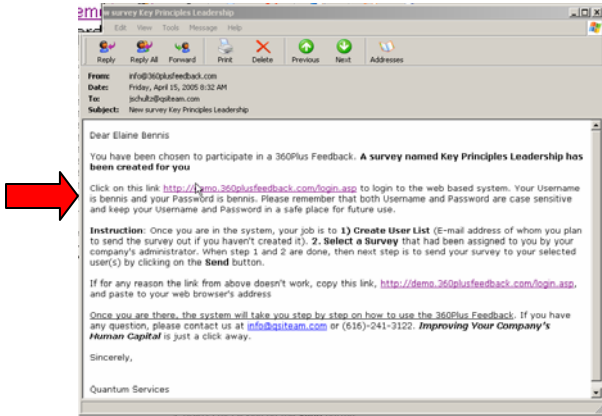 w survey Key Principles Leadership
Edit View Tools Message Help
Reply Reply All Forward Print Delete Previous Next Addresses
From: info@360plusfeedback.com
Date: Friday, April 15, 2005 8:32 AM
To: jschultz@qsiteam.com
Subject: New survey Key Principles Leadership
Dear Elaine Bennis
You have been chosen to participate in a 360Plus Feedback. A survey named Key Principles Leadership has
been created for you
Click on this link http://demo.360plusfeedback.com/login.asp to login to the web based system. Your Username
is bennis and your Password is bennis. Please remember that both Username and Password are case sensitive
and keep your Username and Password in a safe place for future use.
Instruction: Once you are in the system, your job is to 1) Create User List (E-mail address of whom you plan
to send the survey out if you haven't created it). 2. Select a Survey that had been assigned to you by your
company's administrator. When step 1 and 2 are done, then next step is to send your survey to your selected
user(s) by clicking on the Send button.
If for any reason the link from above doesn't work, copy this link, http://demo.360plusfeedback.com/login.asp,
and paste to your web browser's address
Once you are there, the system will take you step by step on how to use the 360Plus Feedback. If you have
any question, please contact us at info@qsiteam.com or (616)-241-3122. Improving Your Company's
Human Capital is just a click away.
Sincerely,
Quantum Services